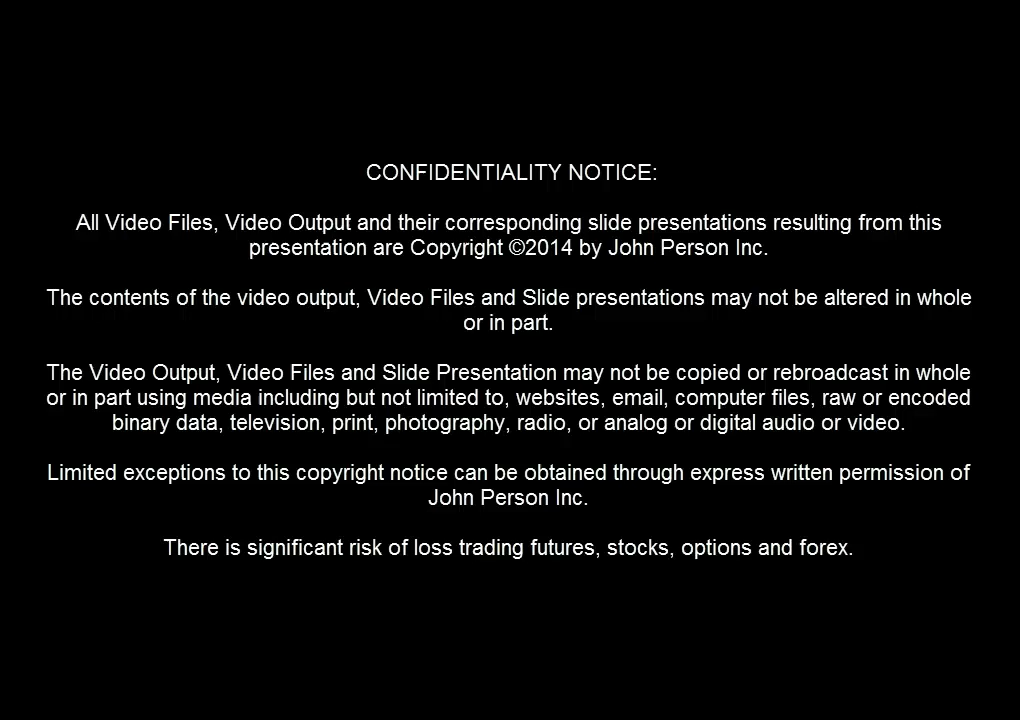 CONFIDENTIALITY NOTICE:
All Video Files, Video Output and their corresponding slide presentations resulting from this
presentation are Copyright ©2014 by John Person Inc.
The contents of the video output, Video Files and Slide presentations may not be altered in whole
or in part.
The Video Output, Video Files and Slide Presentation may not be copied or rebroadcast in whole
or in part using media including but not limited to, websites, email, computer files, raw or encoded
binary data, television, print, photography, radio, or analog or digital audio or video.
Limited exceptions to this copyright notice can be obtained through express written permission of
John Person Inc.
There is significant risk of loss trading futures, stocks, options and forex.